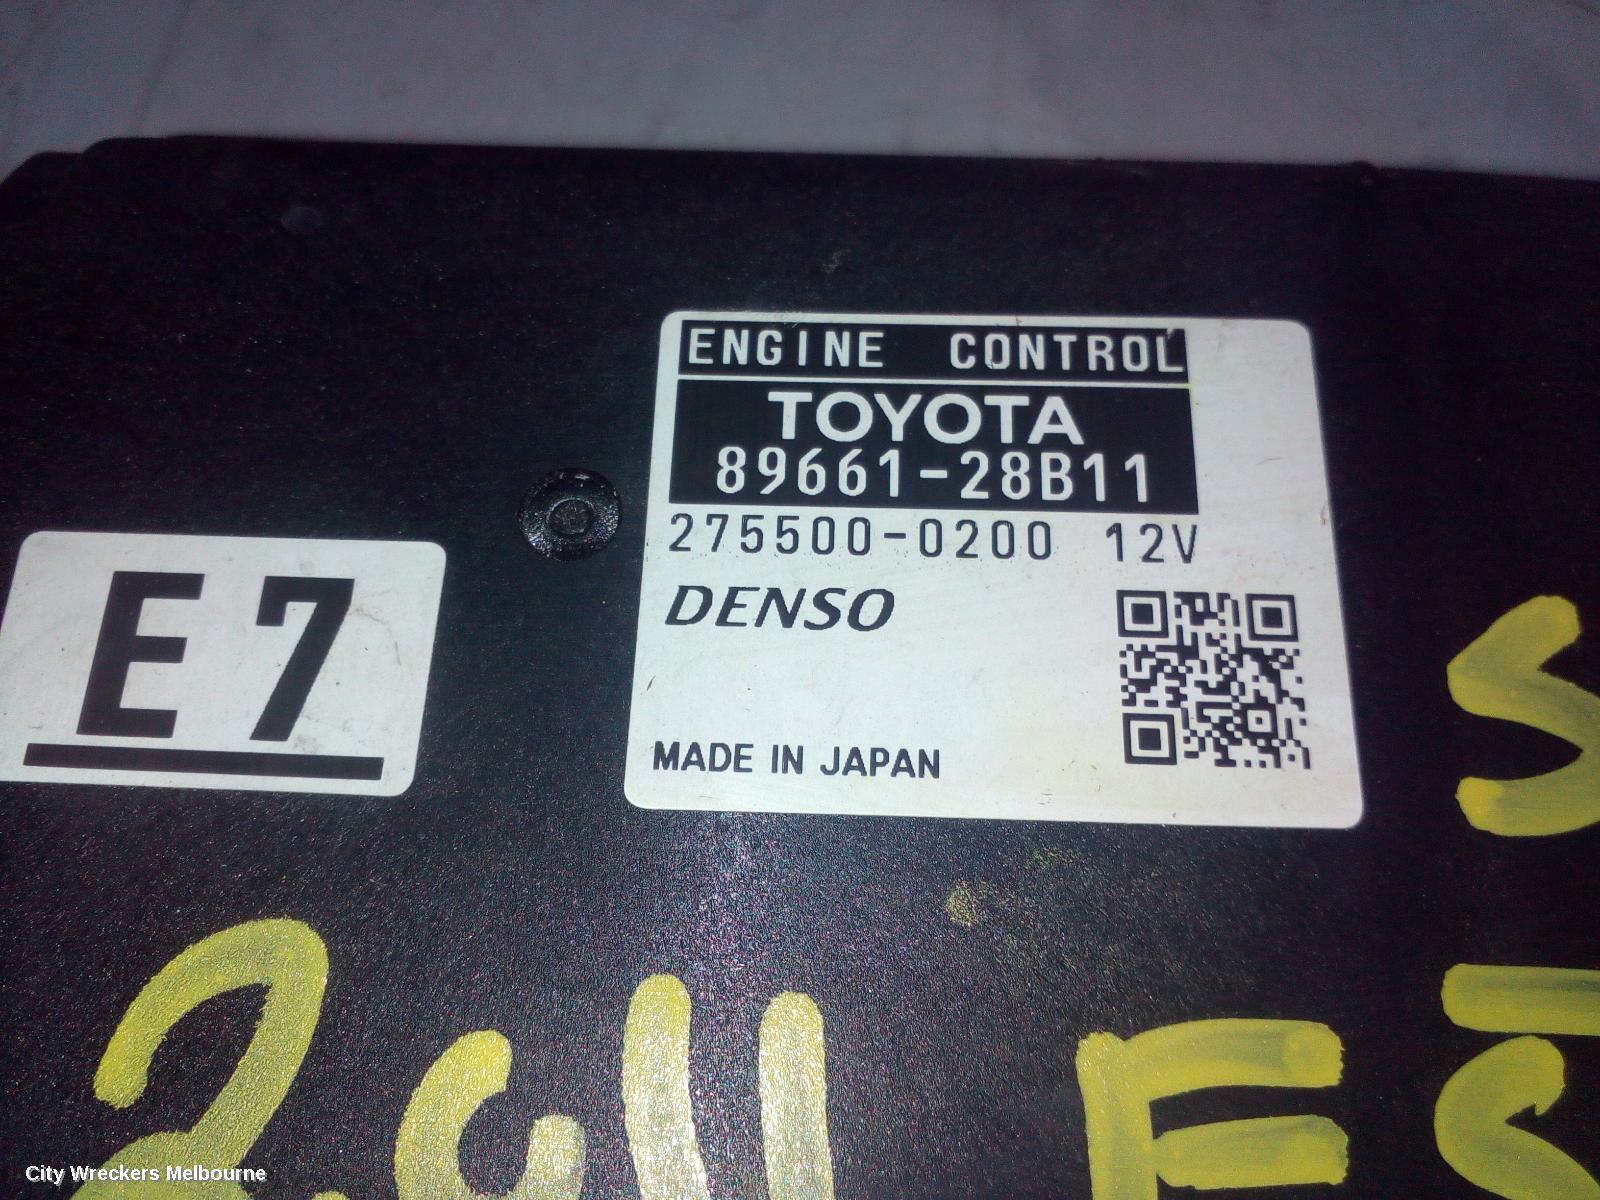 ENGINE CONTROL
TOYOTA
89661-28B11
275500-0200 12V
DENSO
MADE IN JAPAN
E7
City Wreckers Melbourne